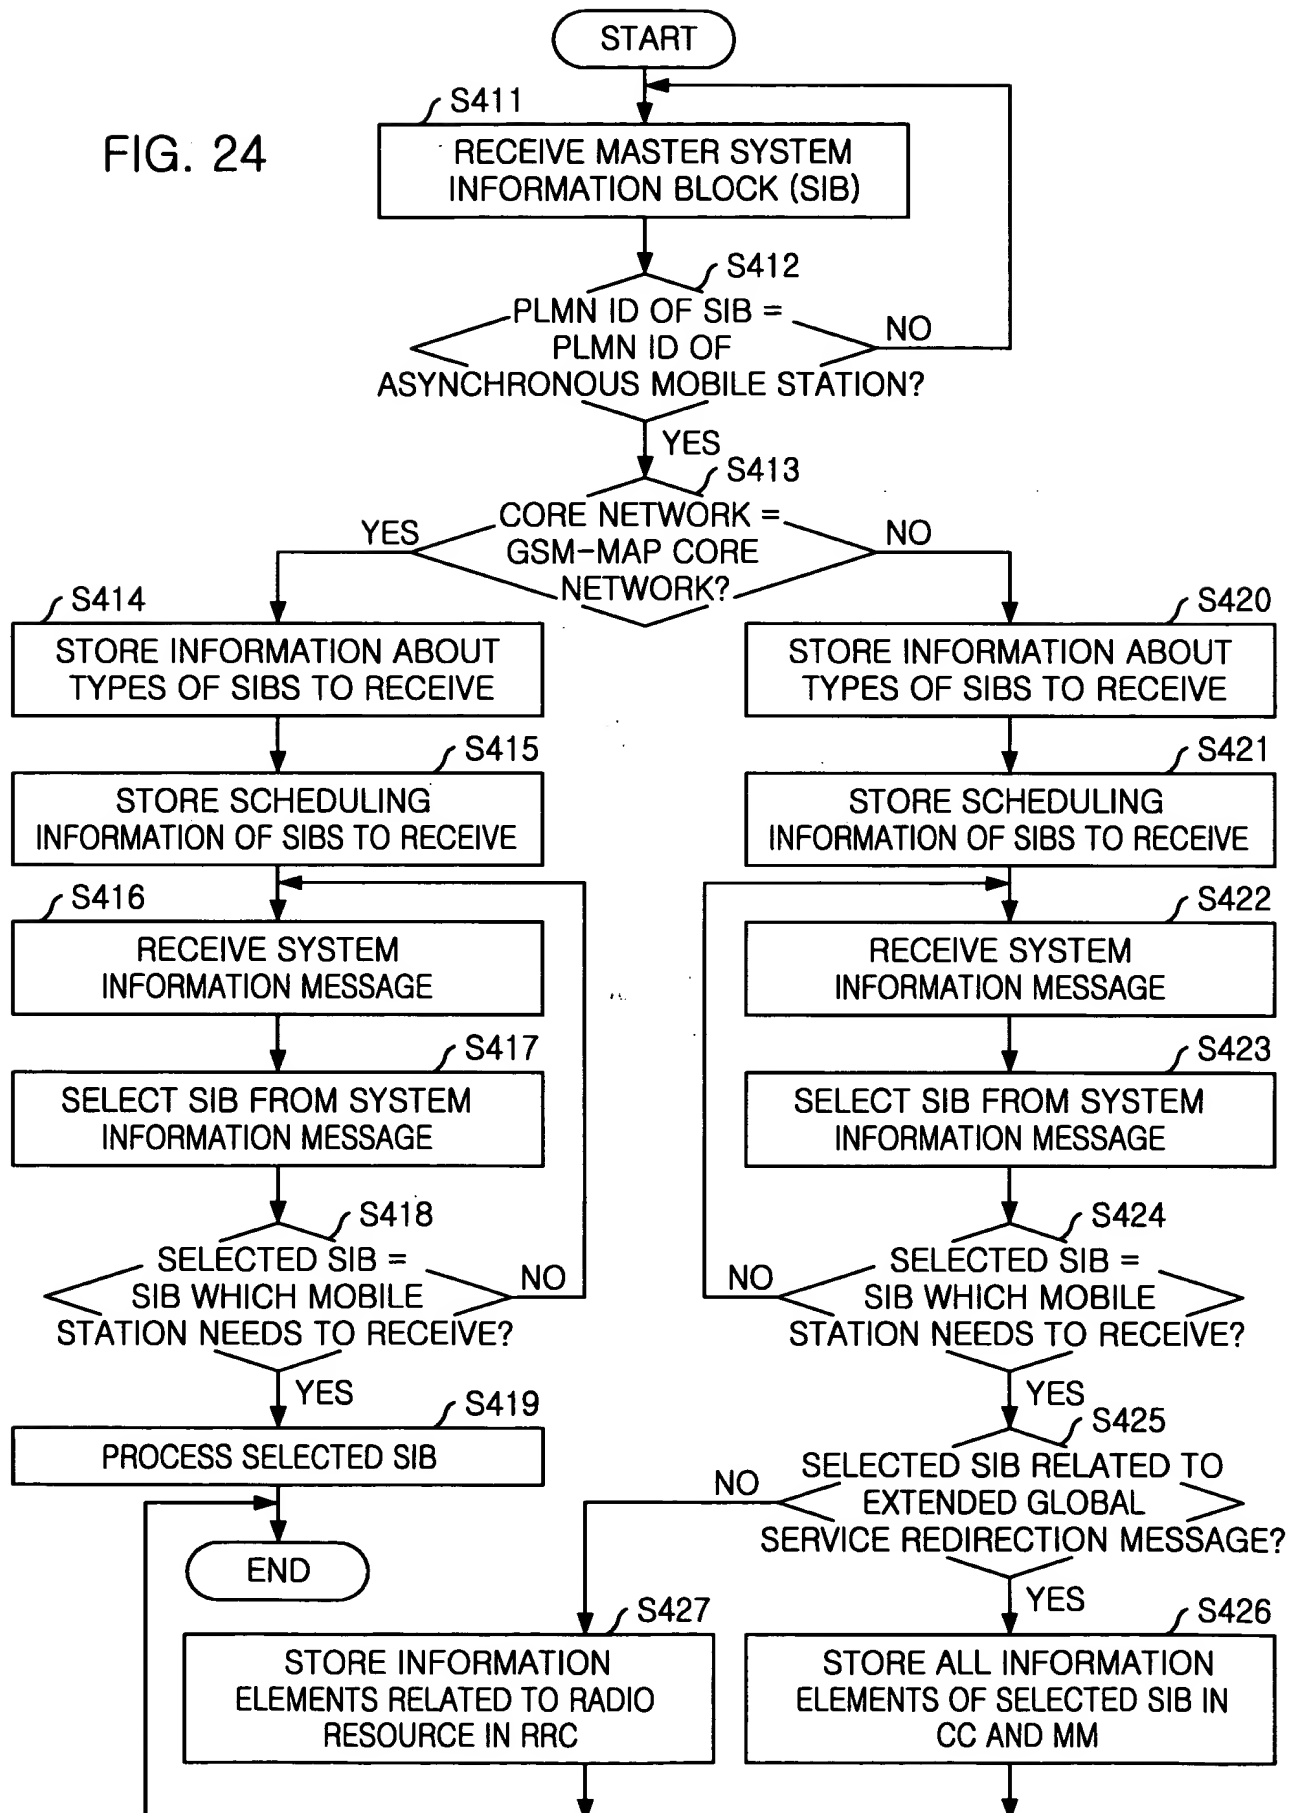 START
FIG. 24
S411
RECEIVE MASTER SYSTEM
INFORMATION BLOCK (SIB)
S412
PLMN ID OF SIB =
PLMN ID OF
ASYNCHRONOUS MOBILE STATION?
NO
YES
S413
CORE NETWORK =
GSM-MAP CORE
NETWORK?
YES
NO
S414
STORE INFORMATION ABOUT
TYPES OF SIBS TO RECEIVE
S420
STORE INFORMATION ABOUT
TYPES OF SIBS TO RECEIVE
S415
STORE SCHEDULING
INFORMATION OF SIBS TO RECEIVE
S421
STORE SCHEDULING
INFORMATION OF SIBS TO RECEIVE
S416
RECEIVE SYSTEM
INFORMATION MESSAGE
S422
RECEIVE SYSTEM
INFORMATION MESSAGE
S417
SELECT SIB FROM SYSTEM
INFORMATION MESSAGE
S423
SELECT SIB FROM SYSTEM
INFORMATION MESSAGE
S418
SELECTED SIB =
SIB WHICH MOBILE
STATION NEEDS TO RECEIVE?
NO
YES
S424
SELECTED SIB =
SIB WHICH MOBILE
STATION NEEDS TO RECEIVE?
NO
YES
S419
PROCESS SELECTED SIB
END
S425
SELECTED SIB RELATED TO
EXTENDED GLOBAL
SERVICE REDIRECTION MESSAGE?
NO
YES
S427
STORE INFORMATION
ELEMENTS RELATED TO RADIO
RESOURCE IN RRC
S426
STORE ALL INFORMATION
ELEMENTS OF SELECTED SIB IN
CC AND MM